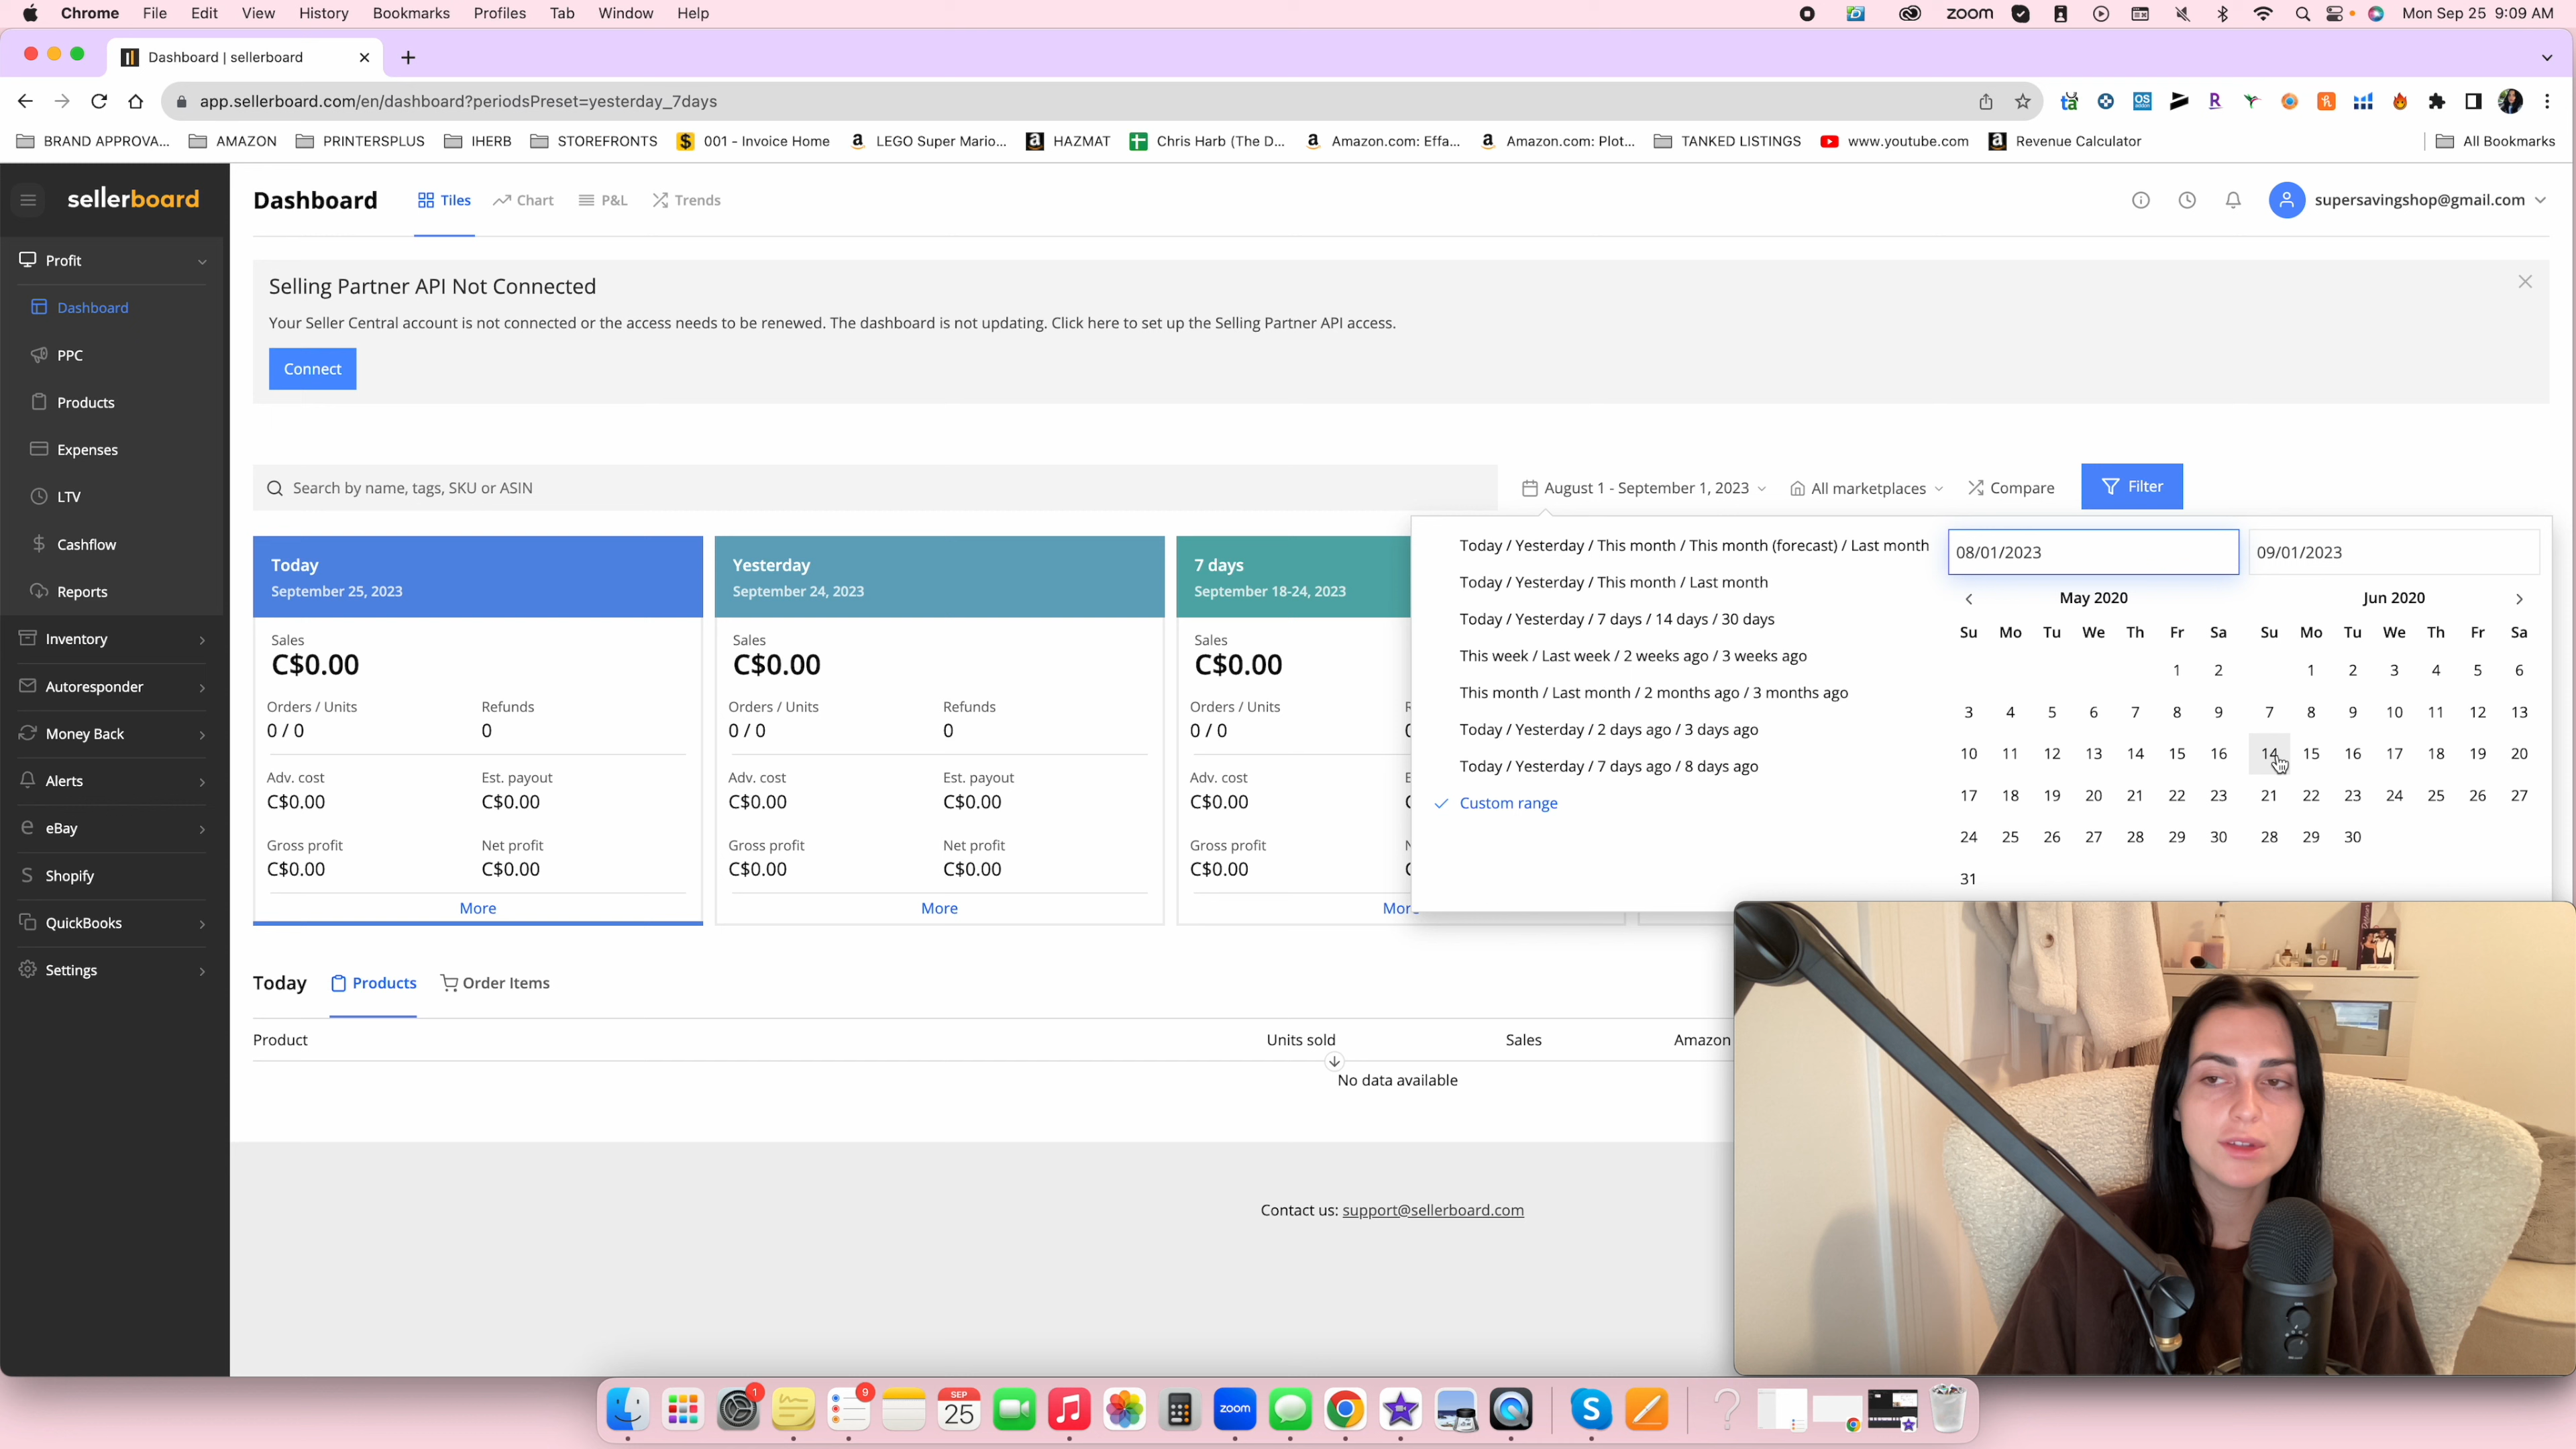 Chrome File Edit View History Bookmarks Profiles Tab Window Help zoom Mon Sep 25 9:09 AM
Dashboard | sellerboard
app.sellerboard.com/en/dashboard?periodsPreset=yesterday_7days
BRAND APPROVA... AMAZON PRINTERSPLUS IHERB STOREFRONTS 001 - Invoice Home LEGO Super Mario... HAZMAT Chris Harb (The D... Amazon.com: Effa... Amazon.com: Plot... TANKED LISTINGS www.youtube.com Revenue Calculator All Bookmarks
sellerboard
Profit
Dashboard
PPC
Products
Expenses
LTV
Cashflow
Reports
Inventory
Autoresponder
Money Back
Alerts
eBay
Shopify
QuickBooks
Settings
Dashboard Tiles Chart P&L Trends supersavingshop@gmail.com
Selling Partner API Not Connected
Your Seller Central account is not connected or the access needs to be renewed. The dashboard is not updating. Click here to set up the Selling Partner API access.
Connect
Search by name, tags, SKU or ASIN August 1 - September 1, 2023 All marketplaces Compare Filter
Today
September 25, 2023
Sales
C$0.00
Orders / Units Refunds
0 / 0 0
Adv. cost Est. payout
C$0.00 C$0.00
Gross profit Net profit
C$0.00 C$0.00
More
Yesterday
September 24, 2023
Sales
C$0.00
Orders / Units Refunds
0 / 0 0
Adv. cost Est. payout
C$0.00 C$0.00
Gross profit Net profit
C$0.00 C$0.00
More
7 days
September 18-24, 2023
Sales
C$0.00
Orders / Units
0 / 0
Adv. cost
C$0.00
Gross profit
C$0.00
Today / Yesterday / This month / This month (forecast) / Last month
Today / Yesterday / This month / Last month
Today / Yesterday / 7 days / 14 days / 30 days
This week / Last week / 2 weeks ago / 3 weeks ago
This month / Last month / 2 months ago / 3 months ago
Today / Yesterday / 2 days ago / 3 days ago
Today / Yesterday / 7 days ago / 8 days ago
Custom range
08/01/2023 09/01/2023
May 2020
Su Mo Tu We Th Fr Sa
1 2
3 4 5 6 7 8 9
10 11 12 13 14 15 16
17 18 19 20 21 22 23
24 25 26 27 28 29 30
31
Jun 2020
Su Mo Tu We Th Fr Sa
1 2 3 4 5 6
7 8 9 10 11 12 13
14 15 16 17 18 19 20
21 22 23 24 25 26 27
28 29 30
Today Products Order Items
Product Units sold Sales Amazon
No data available
Contact us: support@sellerboard.com
1 9 SEP 25 zoom